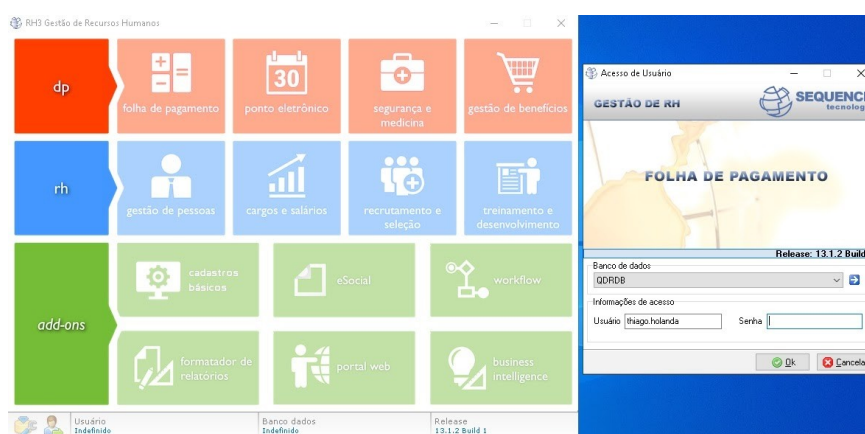 RH3 Gestão de Recursos Humanos
dp
folha de pagamento
30
ponto eletrônico
segurança e
medicina
gestão de benefícios
rh
gestão de pessoas
cargos e salários
recrutamento e
seleção
treinamento e
desenvolvimento
add-ons
cadastros
básicos
eSocial
workflow
formatador de
relatórios
portal web
business
intelligence
Usuário
Indefinido
Banco dados
Indefinido
Release
13.1.2 Build 1
Acesso de Usuário
GESTÃO DE RH
SEQUENC
tecnolog
FOLHA DE PAGAMENTO
Release: 13.1.2 Build
Banco de dados
QDRDB
Informações de acesso
Usuário thiago.holanda Senha
Ok Cancela